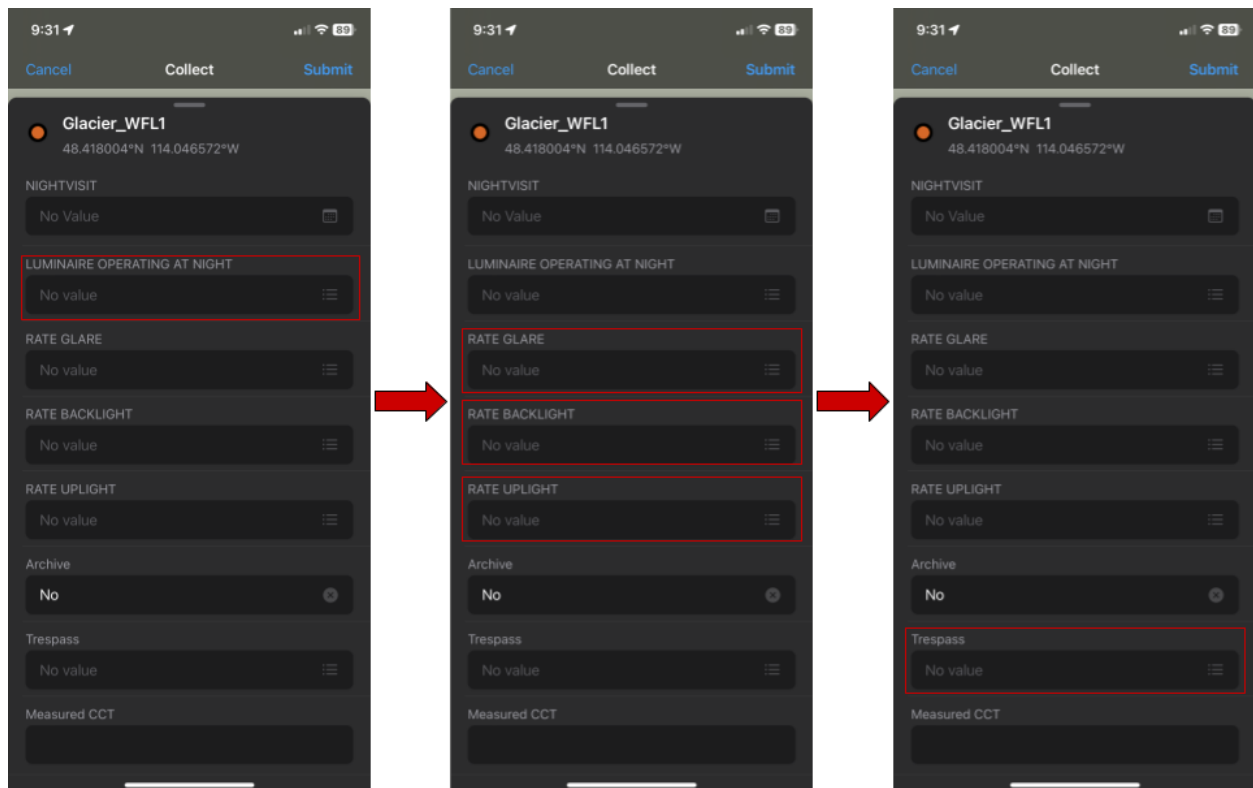 9:31
89
Cancel Collect Submit
Glacier_WFL1
48.418004°N 114.046572°W
NIGHTVISIT
No Value
LUMINAIRE OPERATING AT NIGHT
No value
RATE GLARE
No value
RATE BACKLIGHT
No value
RATE UPLIGHT
No value
Archive
No
Trespass
No value
Measured CCT
9:31
89
Cancel Collect Submit
Glacier_WFL1
48.418004°N 114.046572°W
NIGHTVISIT
No Value
LUMINAIRE OPERATING AT NIGHT
No value
RATE GLARE
No value
RATE BACKLIGHT
No value
RATE UPLIGHT
No value
Archive
No
Trespass
No value
Measured CCT
9:31
89
Cancel Collect Submit
Glacier_WFL1
48.418004°N 114.046572°W
NIGHTVISIT
No Value
LUMINAIRE OPERATING AT NIGHT
No value
RATE GLARE
No value
RATE BACKLIGHT
No value
RATE UPLIGHT
No value
Archive
No
Trespass
No value
Measured CCT